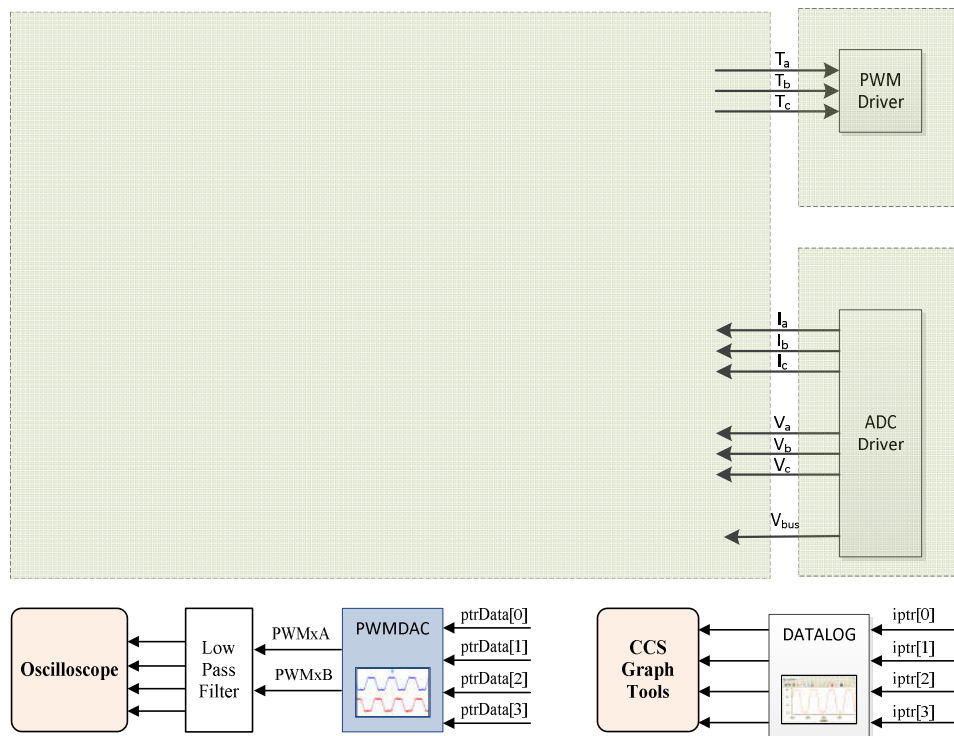 Ta
Tb
Tc
PWM
Driver
Ia
Ib
Ic
Va
Vb
Vc
Vbus
ADC
Driver
Oscilloscope
Low
Pass
Filter
PWMxA
PWMxB
PWMDAC
ptrData[0]
ptrData[1]
ptrData[2]
ptrData[3]
CCS
Graph
Tools
DATALOG
iptr[0]
iptr[1]
iptr[2]
iptr[3]